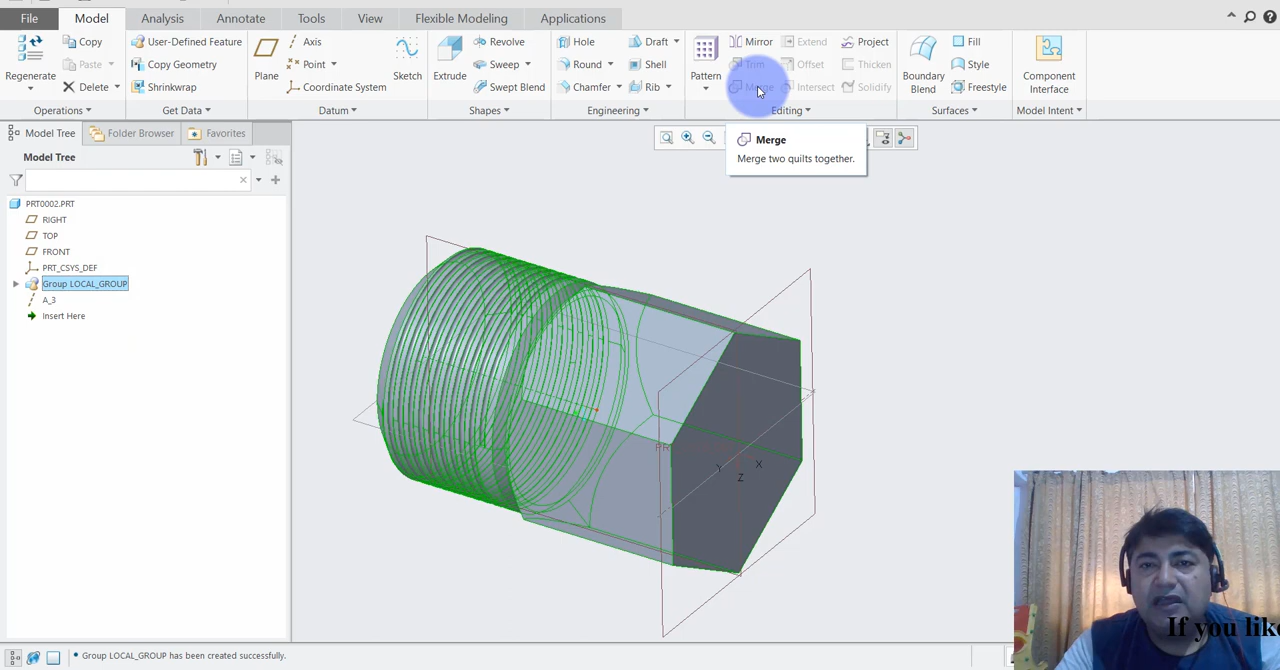 File Model Analysis Annotate Tools View Flexible Modeling Applications
Regenerate
Copy
Paste
Delete
Operations
User-Defined Feature
Copy Geometry
Shrinkwrap
Get Data
Plane
Axis
Point
Coordinate System
Sketch
Datum
Extrude
Revolve
Sweep
Swept Blend
Shapes
Hole
Round
Chamfer
Draft
Shell
Rib
Engineering
Pattern
Mirror
Trim
Merge
Extend
Offset
Intersect
Project
Thicken
Solidify
Editing
Boundary
Blend
Fill
Style
Freestyle
Surfaces
Component
Interface
Model Intent
Model Tree Folder Browser Favorites
Model Tree
PRT0002.PRT
RIGHT
TOP
FRONT
PRT_CSYS_DEF
Group LOCAL_GROUP
A_3
Insert Here
Merge
Merge two quilts together.
PR
Y
X
Z
If you like
• Group LOCAL_GROUP has been created successfully.